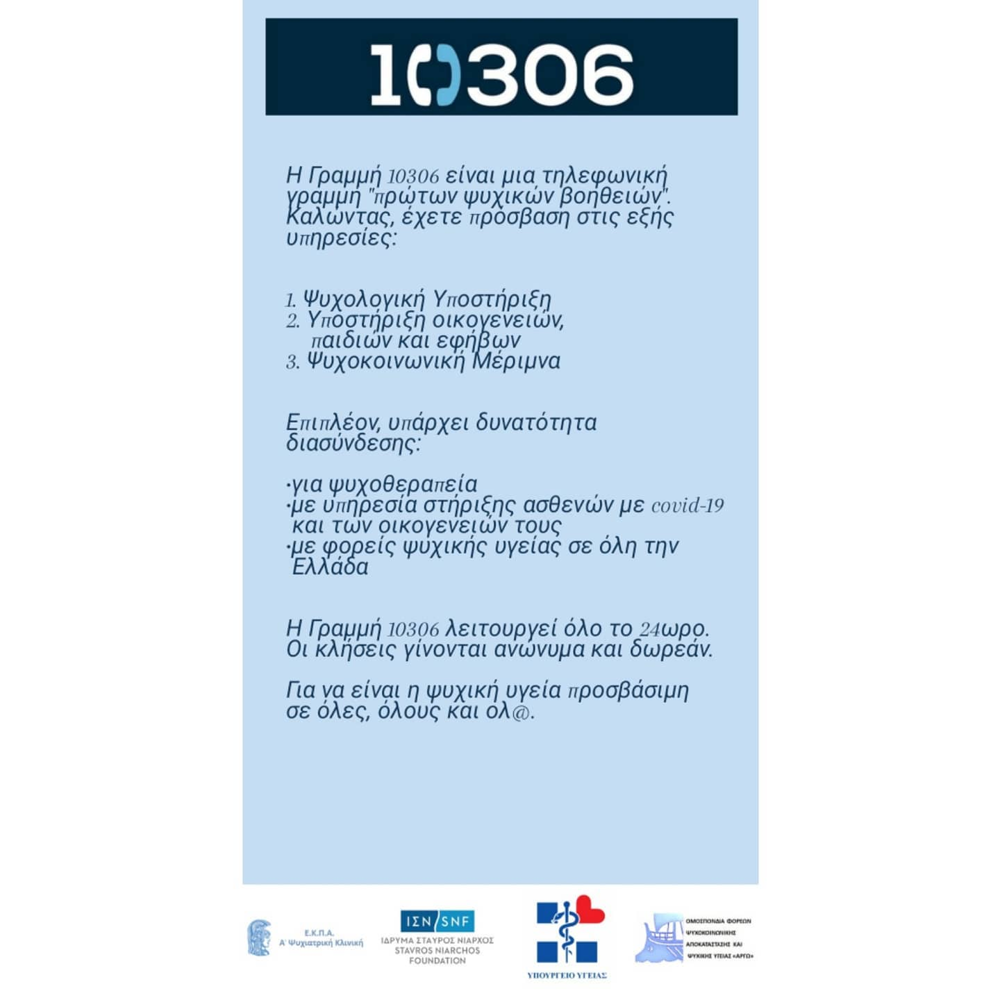 10306
Η Γραμμή 10306 είναι μια τηλεφωνική
γραμμή "πρώτων ψυχικών βοηθειών".
Καλώντας, έχετε πρόσβαση στις εξής
υπηρεσίες:
1. Ψυχολογική Υποστήριξη
2. Υποστήριξη οικογενειών,
παιδιών και εφήβων
3. Ψυχοκοινωνική Μέριμνα
Επιπλέον, υπάρχει δυνατότητα
διασύνδεσης:
·για ψυχοθεραπεία
·με υπηρεσία στήριξης ασθενών με covid-19
και των οικογενειών τους
·με φορείς ψυχικής υγείας σε όλη την
Ελλάδα
Η Γραμμή 10306 λειτουργεί όλο το 24ωρο.
Οι κλήσεις γίνονται ανώνυμα και δωρεάν.
Για να είναι η ψυχική υγεία προσβάσιμη
σε όλες, όλους και ολ@.
Ε.Κ.Π.Α.
Α' Ψυχιατρική Κλινική
ΙΣΝ/SNF
ΙΔΡΥΜΑ ΣΤΑΥΡΟΣ ΝΙΑΡΧΟΣ
STAVROS NIARCHOS
FOUNDATION
ΥΠΟΥΡΓΕΙΟ ΥΓΕΙΑΣ
ΟΜΟΣΠΟΝΔΙΑ ΦΟΡΕΩΝ
ΨΥΧΟΚΟΙΝΩΝΙΚΗΣ
ΑΠΟΚΑΤΑΣΤΑΣΗΣ ΚΑΙ
ΨΥΧΙΚΗΣ ΥΓΕΙΑΣ «ΑΡΓΩ»